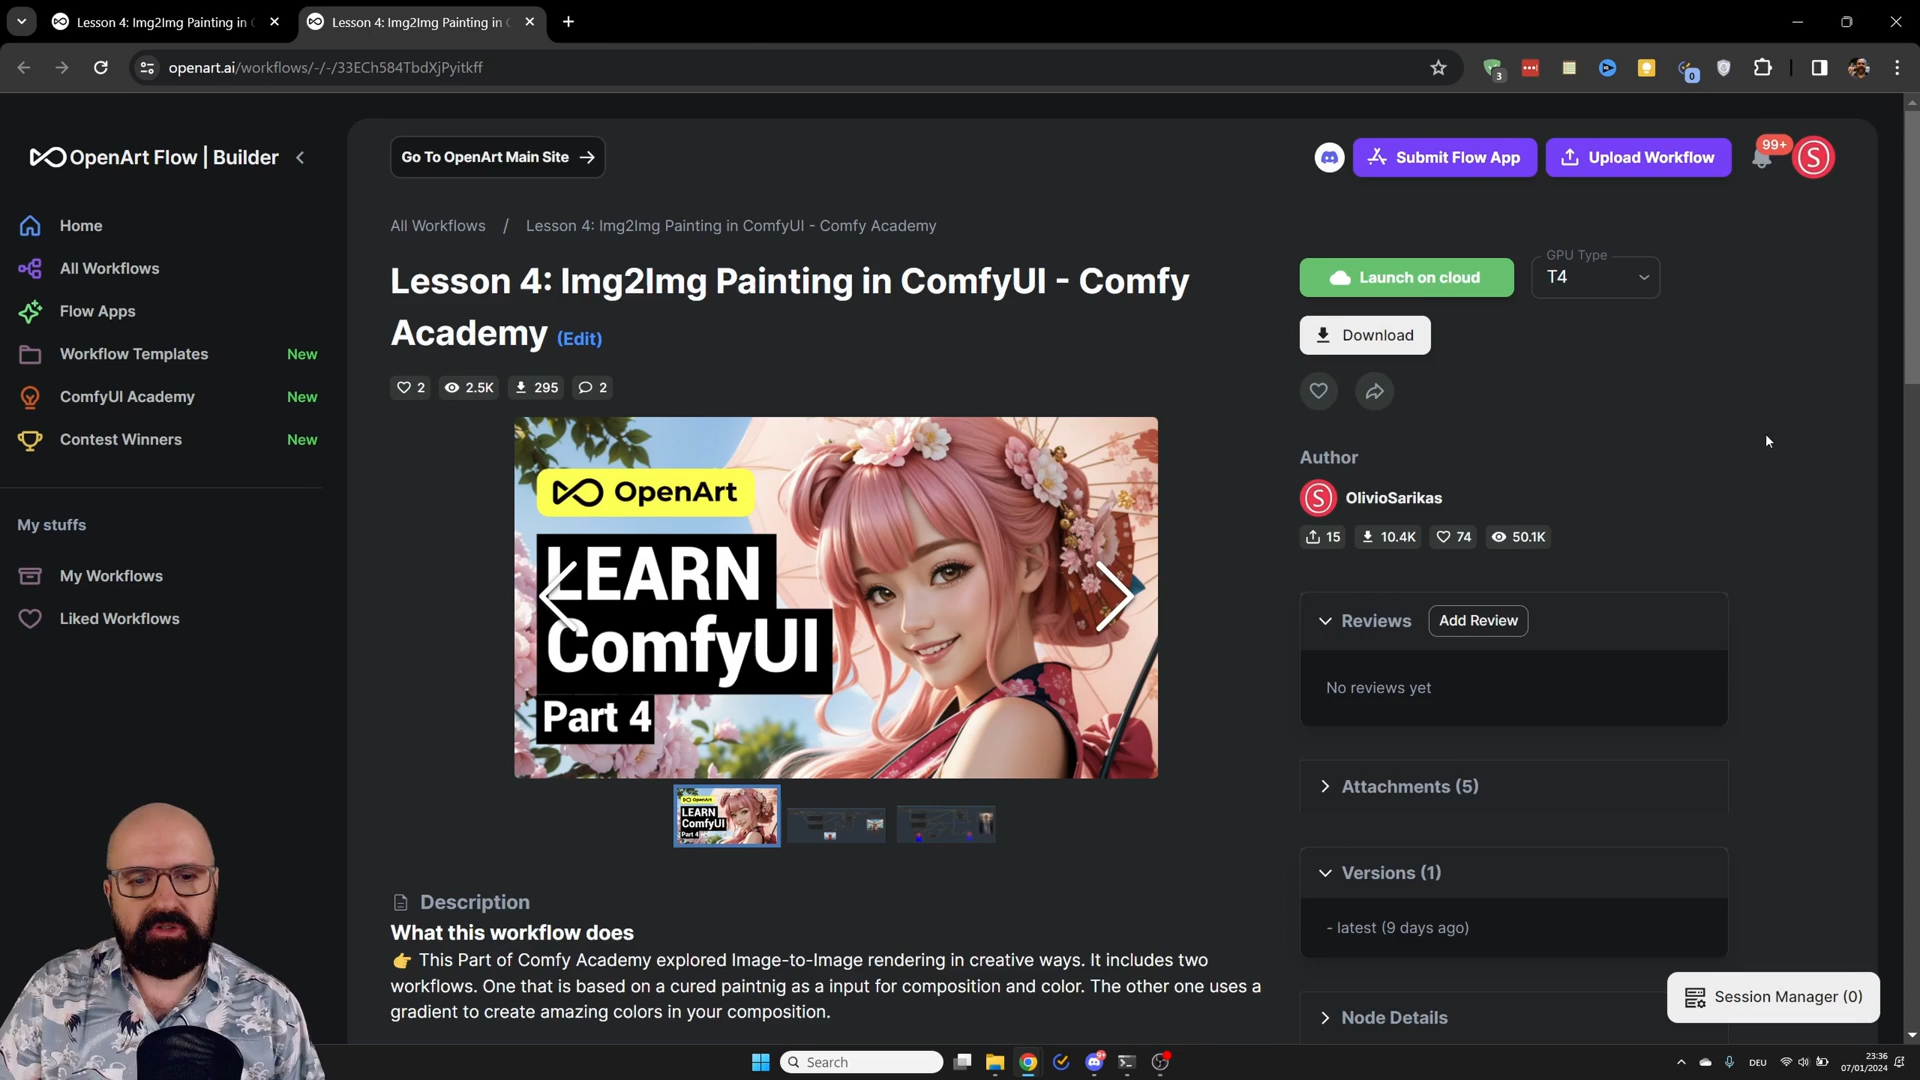 Lesson 4: Img2Img Painting in
Lesson 4: Img2Img Painting in
openart.ai/workflows/-/-/33ECh584TbdXjPyitkff
3
0
OpenArt Flow | Builder
Go To OpenArt Main Site
Submit Flow App
Upload Workflow
99+
Home
All Workflows
Flow Apps
Workflow Templates New
ComfyUI Academy New
Contest Winners New
My stuffs
My Workflows
Liked Workflows
All Workflows / Lesson 4: Img2Img Painting in ComfyUI - Comfy Academy
Lesson 4: Img2Img Painting in ComfyUI - Comfy
Academy (Edit)
2 2.5K 295 2
OpenArt
LEARN
ComfyUI
Part 4
OpenArt
LEARN
ComfyUI
Part 4
Description
What this workflow does
This Part of Comfy Academy explored Image-to-Image rendering in creative ways. It includes two
workflows. One that is based on a cured paintnig as a input for composition and color. The other one uses a
gradient to create amazing colors in your composition.
Launch on cloud
GPU Type
T4
Download
Author
OlivioSarikas
15 10.4K 74 50.1K
Reviews Add Review
No reviews yet
Attachments (5)
Versions (1)
- latest (9 days ago)
Node Details
Session Manager (0)
Search
DEU
23:36
07/01/2024